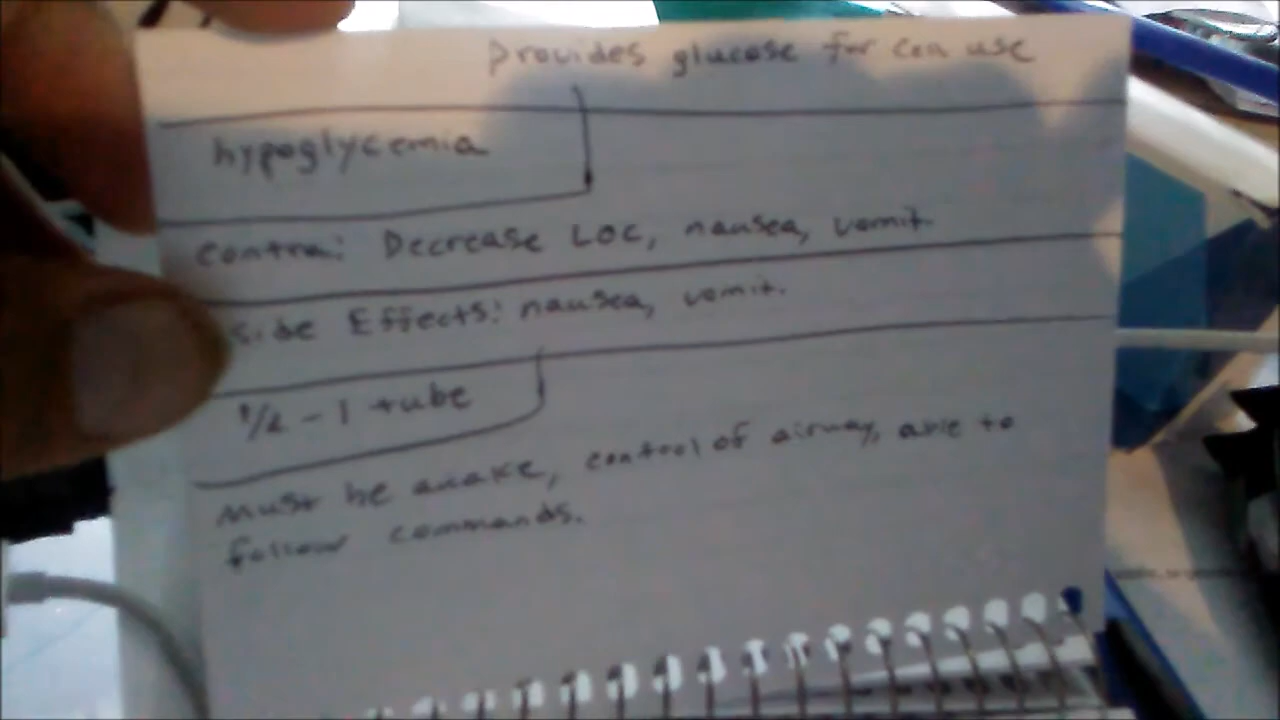 Provides glucose for cell use
hypoglycemia
contra: Decrease LOC, nausea, vomit.
Side Effects: nausea, vomit.
1/2 - 1 tube
must be awake, control of airway, able to
follow commands.